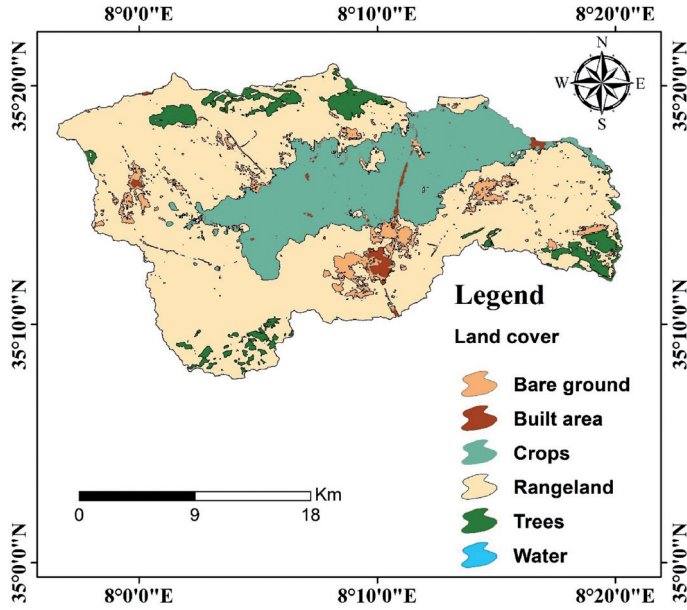 8°0'0"E 8°10'0"E 8°20'0"E
N
W E
S
35°20'0"N 35°20'0"N
35°10'0"N 35°10'0"N
35°0'0"N 35°0'0"N
Legend
Land cover
Bare ground
Built area
Crops
Rangeland
Trees
Water
Km
0 9 18
8°0'0"E 8°10'0"E 8°20'0"E